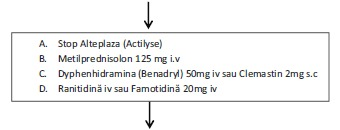 A. Stop Alteplaza (Actilyse)
B. Metilprednisolon 125 mg i.v
C. Dyphenhidramina (Benadryl) 50mg iv sau Clemastin 2mg s.c
D. Ranitidină iv sau Famotidină 20mg iv